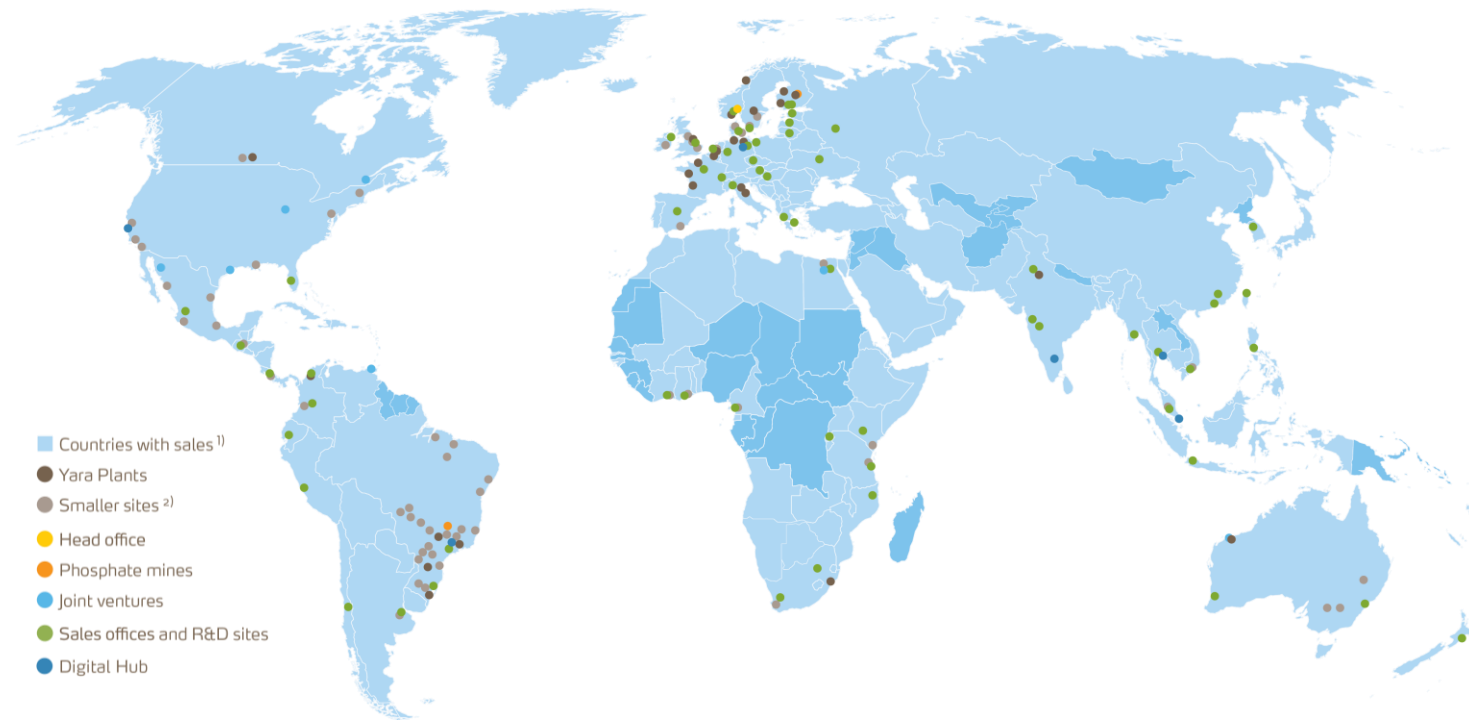 Countries with sales ¹⁾
Yara Plants
Smaller sites ²⁾
Head office
Phosphate mines
Joint ventures
Sales offices and R&D sites
Digital Hub